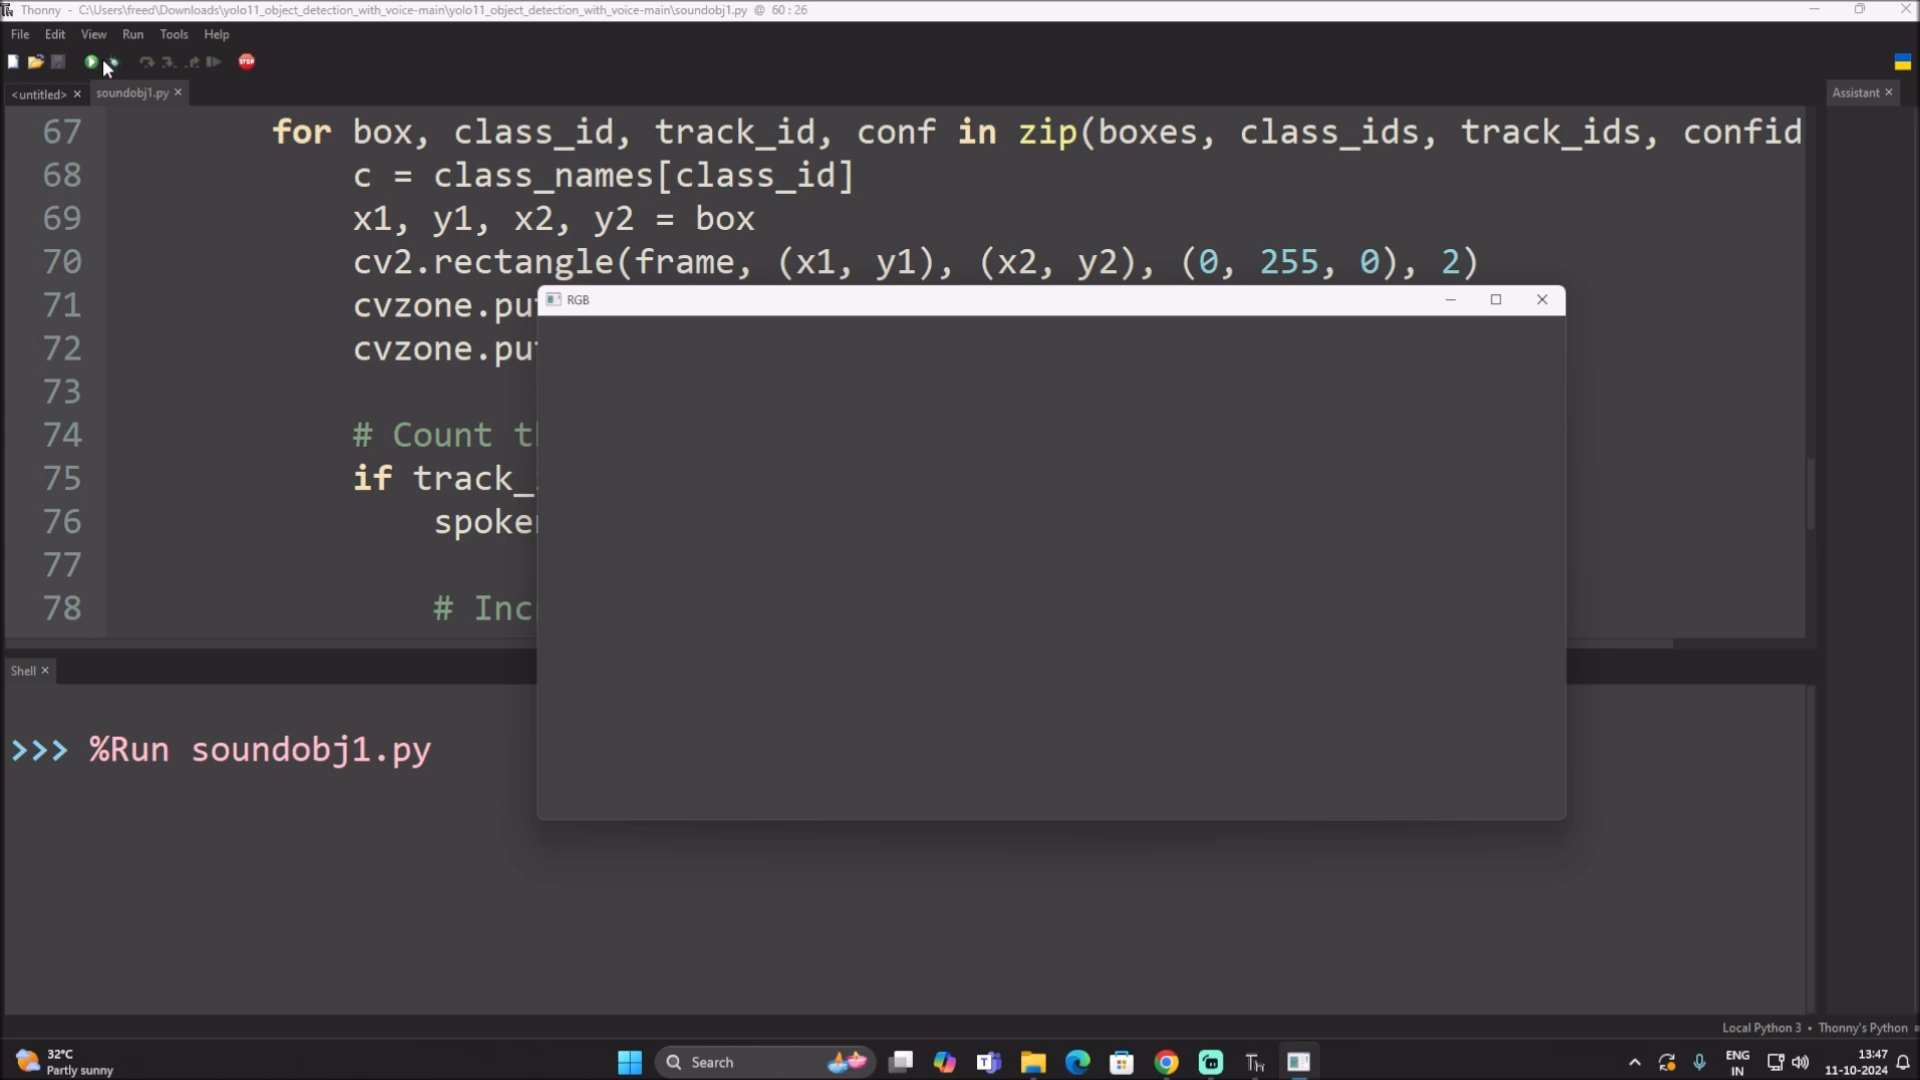 Thonny - C:\Users\freed\Downloads\yolo11_object_detection_with_voice-main\yolo11_object_detection_with_voice-main\soundobj1.py @ 60 : 26
File Edit View Run Tools Help
STOP
<untitled> × soundobj1.py ×
Assistant ×
67 for box, class_id, track_id, conf in zip(boxes, class_ids, track_ids, confid
68 c = class_names[class_id]
69 x1, y1, x2, y2 = box
70 cv2.rectangle(frame, (x1, y1), (x2, y2), (0, 255, 0), 2)
71 cvzone.pu
72 cvzone.pu
73
74 # Count t
75 if track_
76 spoke
77
78 # Inc
RGB
Shell ×
>>> %Run soundobj1.py
Local Python 3 • Thonny's Python
32°C
Partly sunny
Search
ENG
IN
13:47
11-10-2024